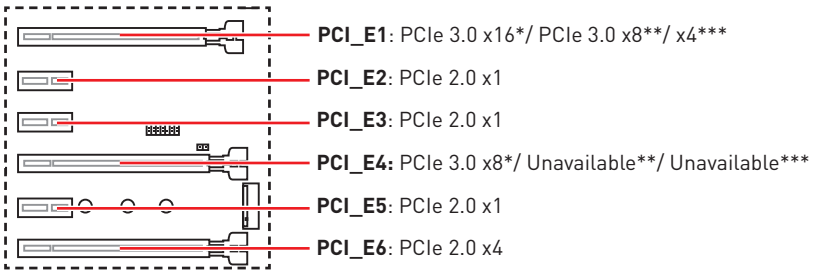 PCI_E1: PCIe 3.0 x16*/ PCIe 3.0 x8**/ x4***
PCI_E2: PCIe 2.0 x1
PCI_E3: PCIe 2.0 x1
PCI_E4: PCIe 3.0 x8*/ Unavailable**/ Unavailable***
PCI_E5: PCIe 2.0 x1
PCI_E6: PCIe 2.0 x4